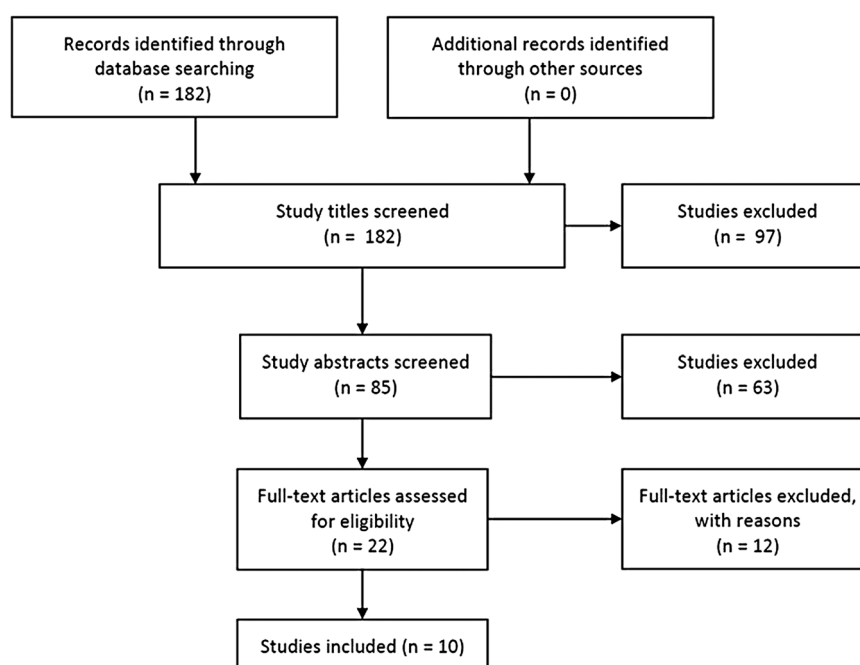 Records identified through
database searching
(n = 182)
Additional records identified
through other sources
(n = 0)
Study titles screened
(n = 182)
Studies excluded
(n = 97)
Study abstracts screened
(n = 85)
Studies excluded
(n = 63)
Full-text articles assessed
for eligibility
(n = 22)
Full-text articles excluded,
with reasons
(n = 12)
Studies included (n = 10)